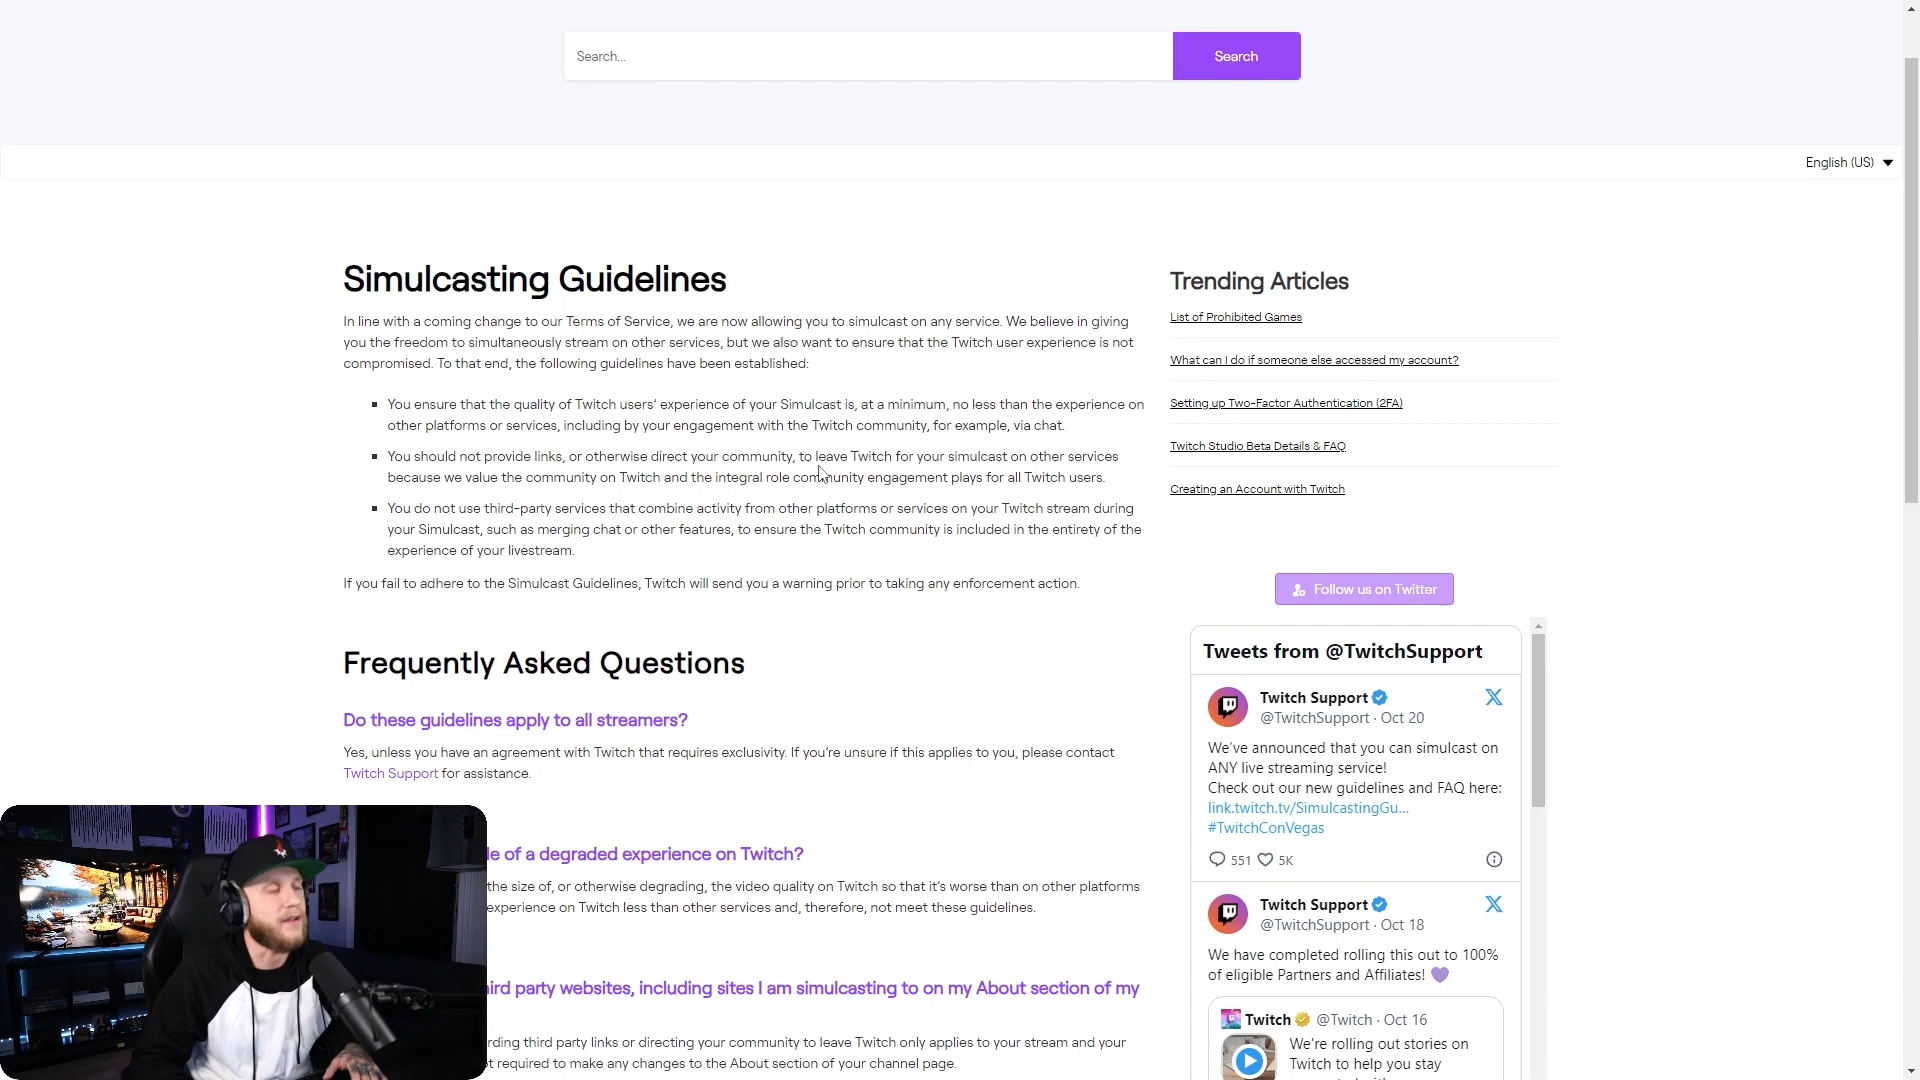 Search...
Search
English (US)
Simulcasting Guidelines
In line with a coming change to our Terms of Service, we are now allowing you to simulcast on any service. We believe in giving
you the freedom to simultaneously stream on other services, but we also want to ensure that the Twitch user experience is not
compromised. To that end, the following guidelines have been established:
You ensure that the quality of Twitch users’ experience of your Simulcast is, at a minimum, no less than the experience on
other platforms or services, including by your engagement with the Twitch community, for example, via chat.
You should not provide links, or otherwise direct your community, to leave Twitch for your simulcast on other services
because we value the community on Twitch and the integral role community engagement plays for all Twitch users.
You do not use third-party services that combine activity from other platforms or services on your Twitch stream during
your Simulcast, such as merging chat or other features, to ensure the Twitch community is included in the entirety of the
experience of your livestream.
If you fail to adhere to the Simulcast Guidelines, Twitch will send you a warning prior to taking any enforcement action.
Frequently Asked Questions
Do these guidelines apply to all streamers?
Yes, unless you have an agreement with Twitch that requires exclusivity. If you’re unsure if this applies to you, please contact
Twitch Support for assistance.
of a degraded experience on Twitch?
the size of, or otherwise degrading, the video quality on Twitch so that it’s worse than on other platforms
experience on Twitch less than other services and, therefore, not meet these guidelines.
party websites, including sites I am simulcasting to on my About section of my
third party links or directing your community to leave Twitch only applies to your stream and your
required to make any changes to the About section of your channel page.
Trending Articles
List of Prohibited Games
What can I do if someone else accessed my account?
Setting up Two-Factor Authentication (2FA)
Twitch Studio Beta Details & FAQ
Creating an Account with Twitch
Follow us on Twitter
Tweets from @TwitchSupport
Twitch Support
@TwitchSupport · Oct 20
We’ve announced that you can simulcast on
ANY live streaming service!
Check out our new guidelines and FAQ here:
link.twitch.tv/SimulcastingGu...
#TwitchConVegas
551 5K
Twitch Support
@TwitchSupport · Oct 18
We have completed rolling this out to 100%
of eligible Partners and Affiliates!
Twitch @Twitch · Oct 16
We're rolling out stories on
Twitch to help you stay